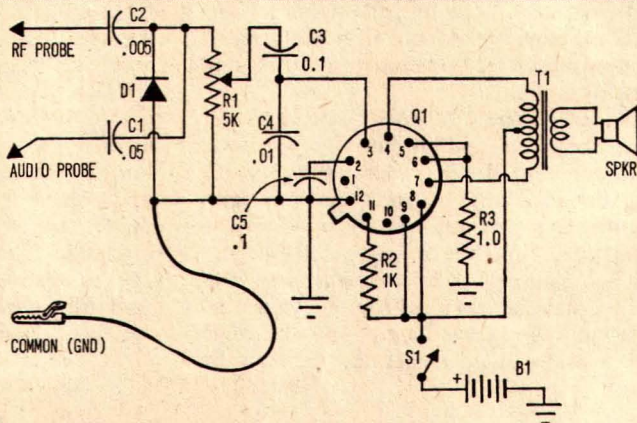 C2
.005
RF PROBE
D1
R1
5K
C3
0.1
C4
.01
C1
.05
AUDIO PROBE
C5
.1
Q1
1
2
3
4
5
6
7
8
9
10
11
12
T1
SPKR
R2
1K
R3
1.0
COMMON (GND)
S1
+
B1